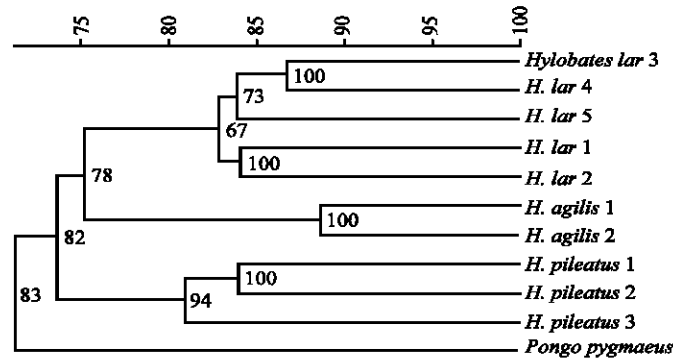 75 80 85 90 95 100
Hylobates lar 3
100
H. lar 4
73
H. lar 5
67
H. lar 1
100
H. lar 2
78
H. agilis 1
100
H. agilis 2
82
H. pileatus 1
100
H. pileatus 2
83
94
H. pileatus 3
Pongo pygmaeus